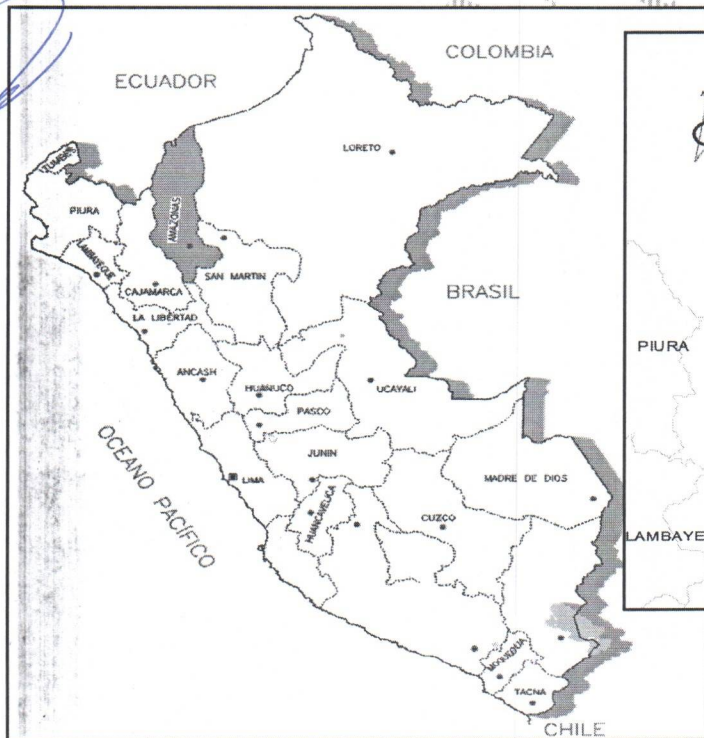 COLOMBIA
ECUADOR
LORETO
TUMBES
PIURA
AMAZONAS
LAMBAYEQUE
SAN MARTIN
CAJAMARCA
BRASIL
LA LIBERTAD
PIURA
ANCASH
HUANUCO
UCAYALI
PASCO
OCEANO PACÍFICO
JUNIN
LIMA
MADRE DE DIOS
HUANCAVELICA
CUZCO
LAMBAYE
MOQUEGUA
TACNA
CHILE